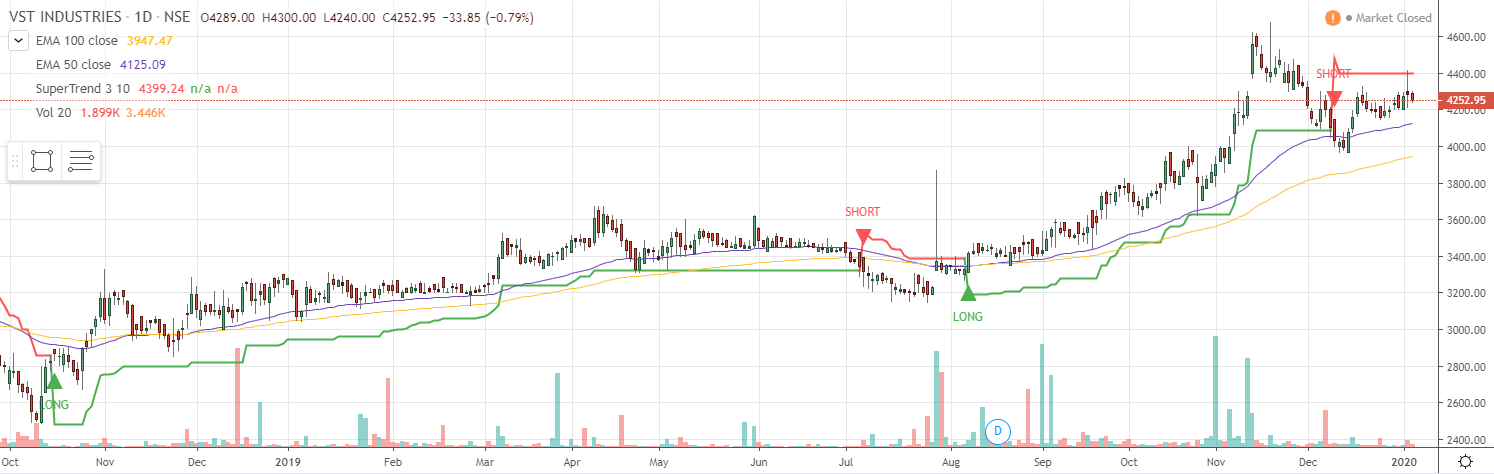 VST INDUSTRIES · 1D · NSE O4289.00 H4300.00 L4240.00 C4252.95 −33.85 (−0.79%)
! Market Closed
EMA 100 close 3947.47
EMA 50 close 4125.09
SuperTrend 3 10 4399.24 n/a n/a
Vol 20 1.899K 3.446K
4600.00
4400.00
4252.95
4200.00
4000.00
3800.00
3600.00
3400.00
3200.00
3000.00
2800.00
2600.00
2400.00
SHORT
SHORT
LONG
LONG
D
Oct Nov Dec 2019 Feb Mar Apr May Jun Jul Aug Sep Oct Nov Dec 2020